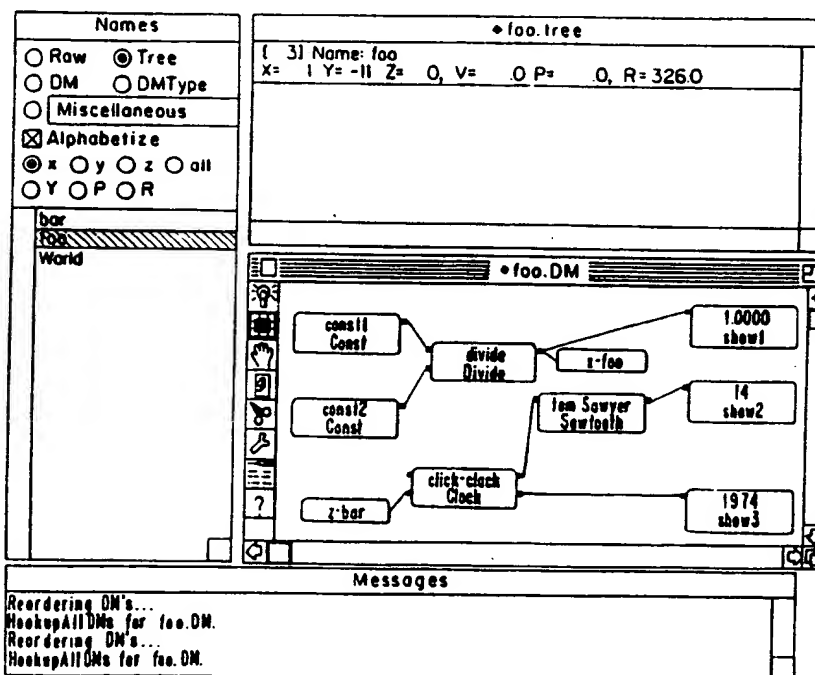 Names
Raw Tree
DM DMType
Miscellaneous
Alphabetize
x y z all
Y P R
bar
foo
World
foo.tree
[ 3] Name: foo
X= 1 Y= -11 Z= 0, V= .0 P= .0, R= 326.0
foo.DM
const1
Const
const2
Const
divide
Divide
x-foo
1.0000
show1
tom Sawyer
Sawtooth
14
show2
click-clack
Clock
z-bar
1974
show3
?
Messages
Reordering DM's...
HookupAllDMs for foo.DM.
Reordering DM's...
HookupAllDMs for foo.DM.